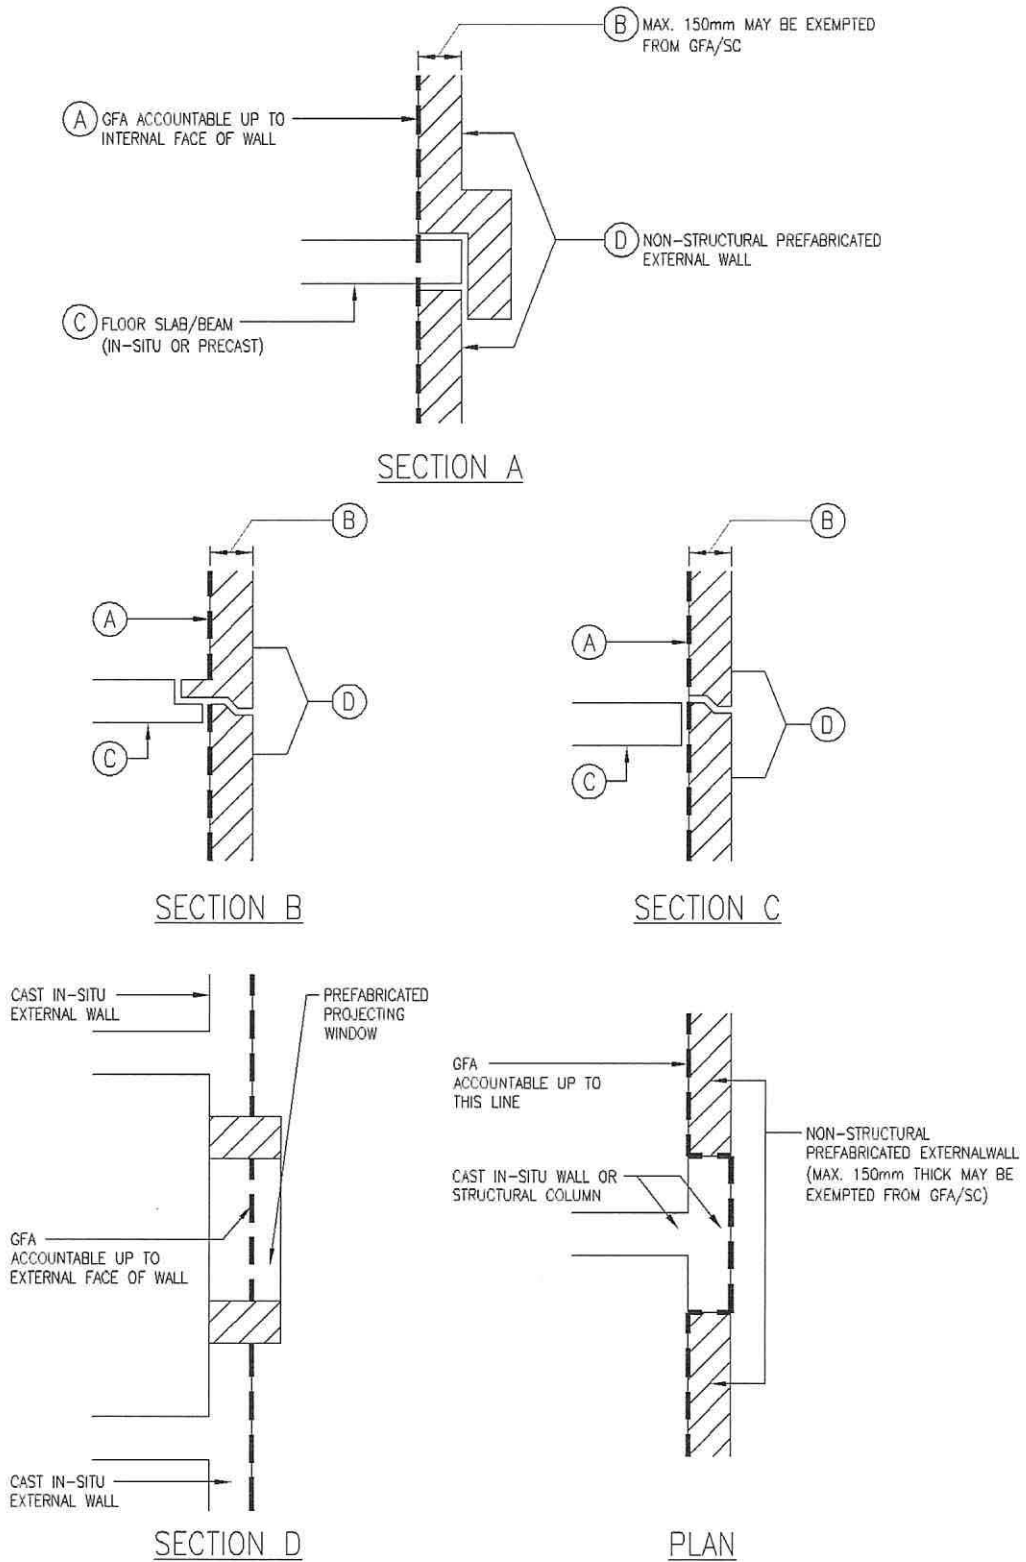 B MAX. 150mm MAY BE EXEMPTED
FROM GFA/SC
A GFA ACCOUNTABLE UP TO
INTERNAL FACE OF WALL
D NON-STRUCTURAL PREFABRICATED
EXTERNAL WALL
C FLOOR SLAB/BEAM
(IN-SITU OR PRECAST)
SECTION A
B
A
D
C
SECTION B
B
A
D
C
SECTION C
CAST IN-SITU
EXTERNAL WALL
PREFABRICATED
PROJECTING
WINDOW
GFA
ACCOUNTABLE UP TO
EXTERNAL FACE OF WALL
CAST IN-SITU
EXTERNAL WALL
SECTION D
GFA
ACCOUNTABLE UP TO
THIS LINE
CAST IN-SITU WALL OR
STRUCTURAL COLUMN
NON-STRUCTURAL
PREFABRICATED EXTERNALWALL
(MAX. 150mm THICK MAY BE
EXEMPTED FROM GFA/SC)
PLAN